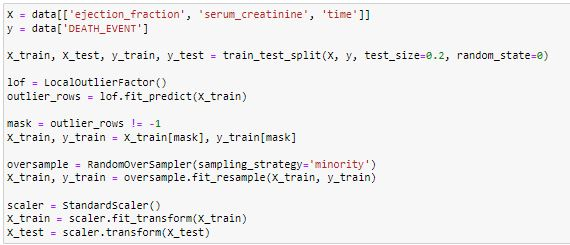 X = data[['ejection_fraction', 'serum_creatinine', 'time']]
y = data['DEATH_EVENT']
X_train, X_test, y_train, y_test = train_test_split(X, y, test_size=0.2, random_state=0)
lof = LocalOutlierFactor()
outlier_rows = lof.fit_predict(X_train)
mask = outlier_rows != -1
X_train, y_train = X_train[mask], y_train[mask]
oversample = RandomOverSampler(sampling_strategy='minority')
X_train, y_train = oversample.fit_resample(X_train, y_train)
scaler = StandardScaler()
X_train = scaler.fit_transform(X_train)
X_test = scaler.transform(X_test)